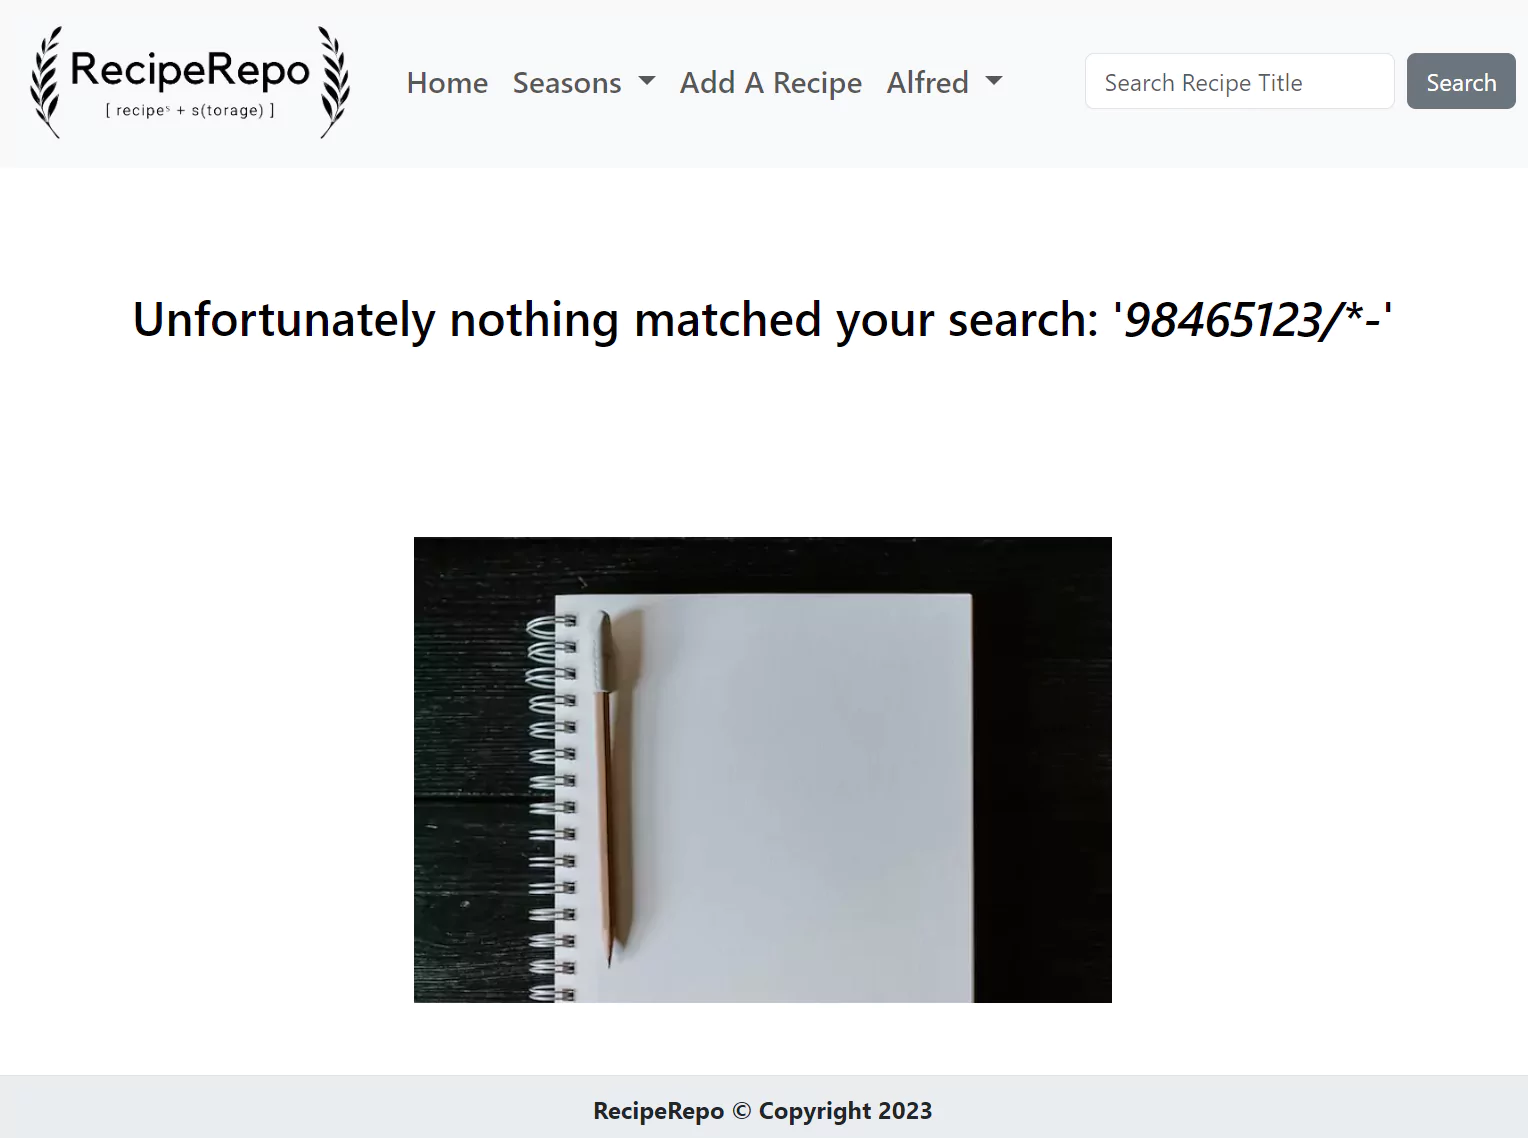 RecipeRepo
[ recipeˢ + s(torage) ]
Home Seasons Add A Recipe Alfred
Search Recipe Title
Search
Unfortunately nothing matched your search: '98465123/*-'
RecipeRepo © Copyright 2023